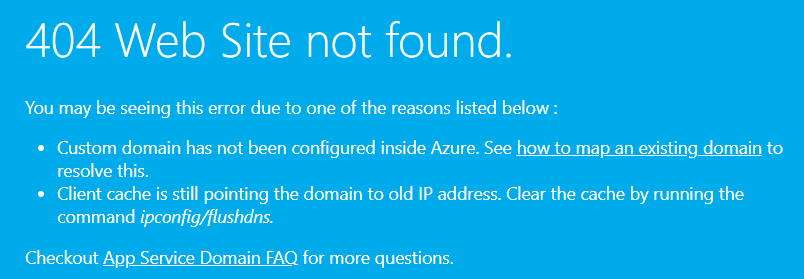 404 Web Site not found.
You may be seeing this error due to one of the reasons listed below :
• Custom domain has not been configured inside Azure. See how to map an existing domain to
resolve this.
• Client cache is still pointing the domain to old IP address. Clear the cache by running the
command ipconfig/flushdns.
Checkout App Service Domain FAQ for more questions.